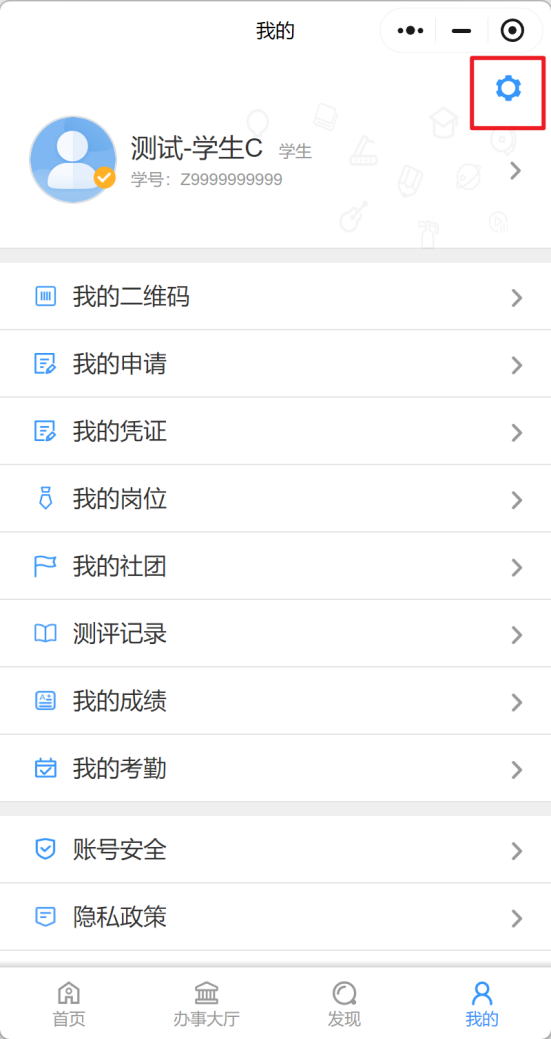 我的
测试-学生C 学生
学号：Z9999999999
我的二维码
我的申请
我的凭证
我的岗位
我的社团
测评记录
我的成绩
我的考勤
账号安全
隐私政策
首页 办事大厅 发现 我的